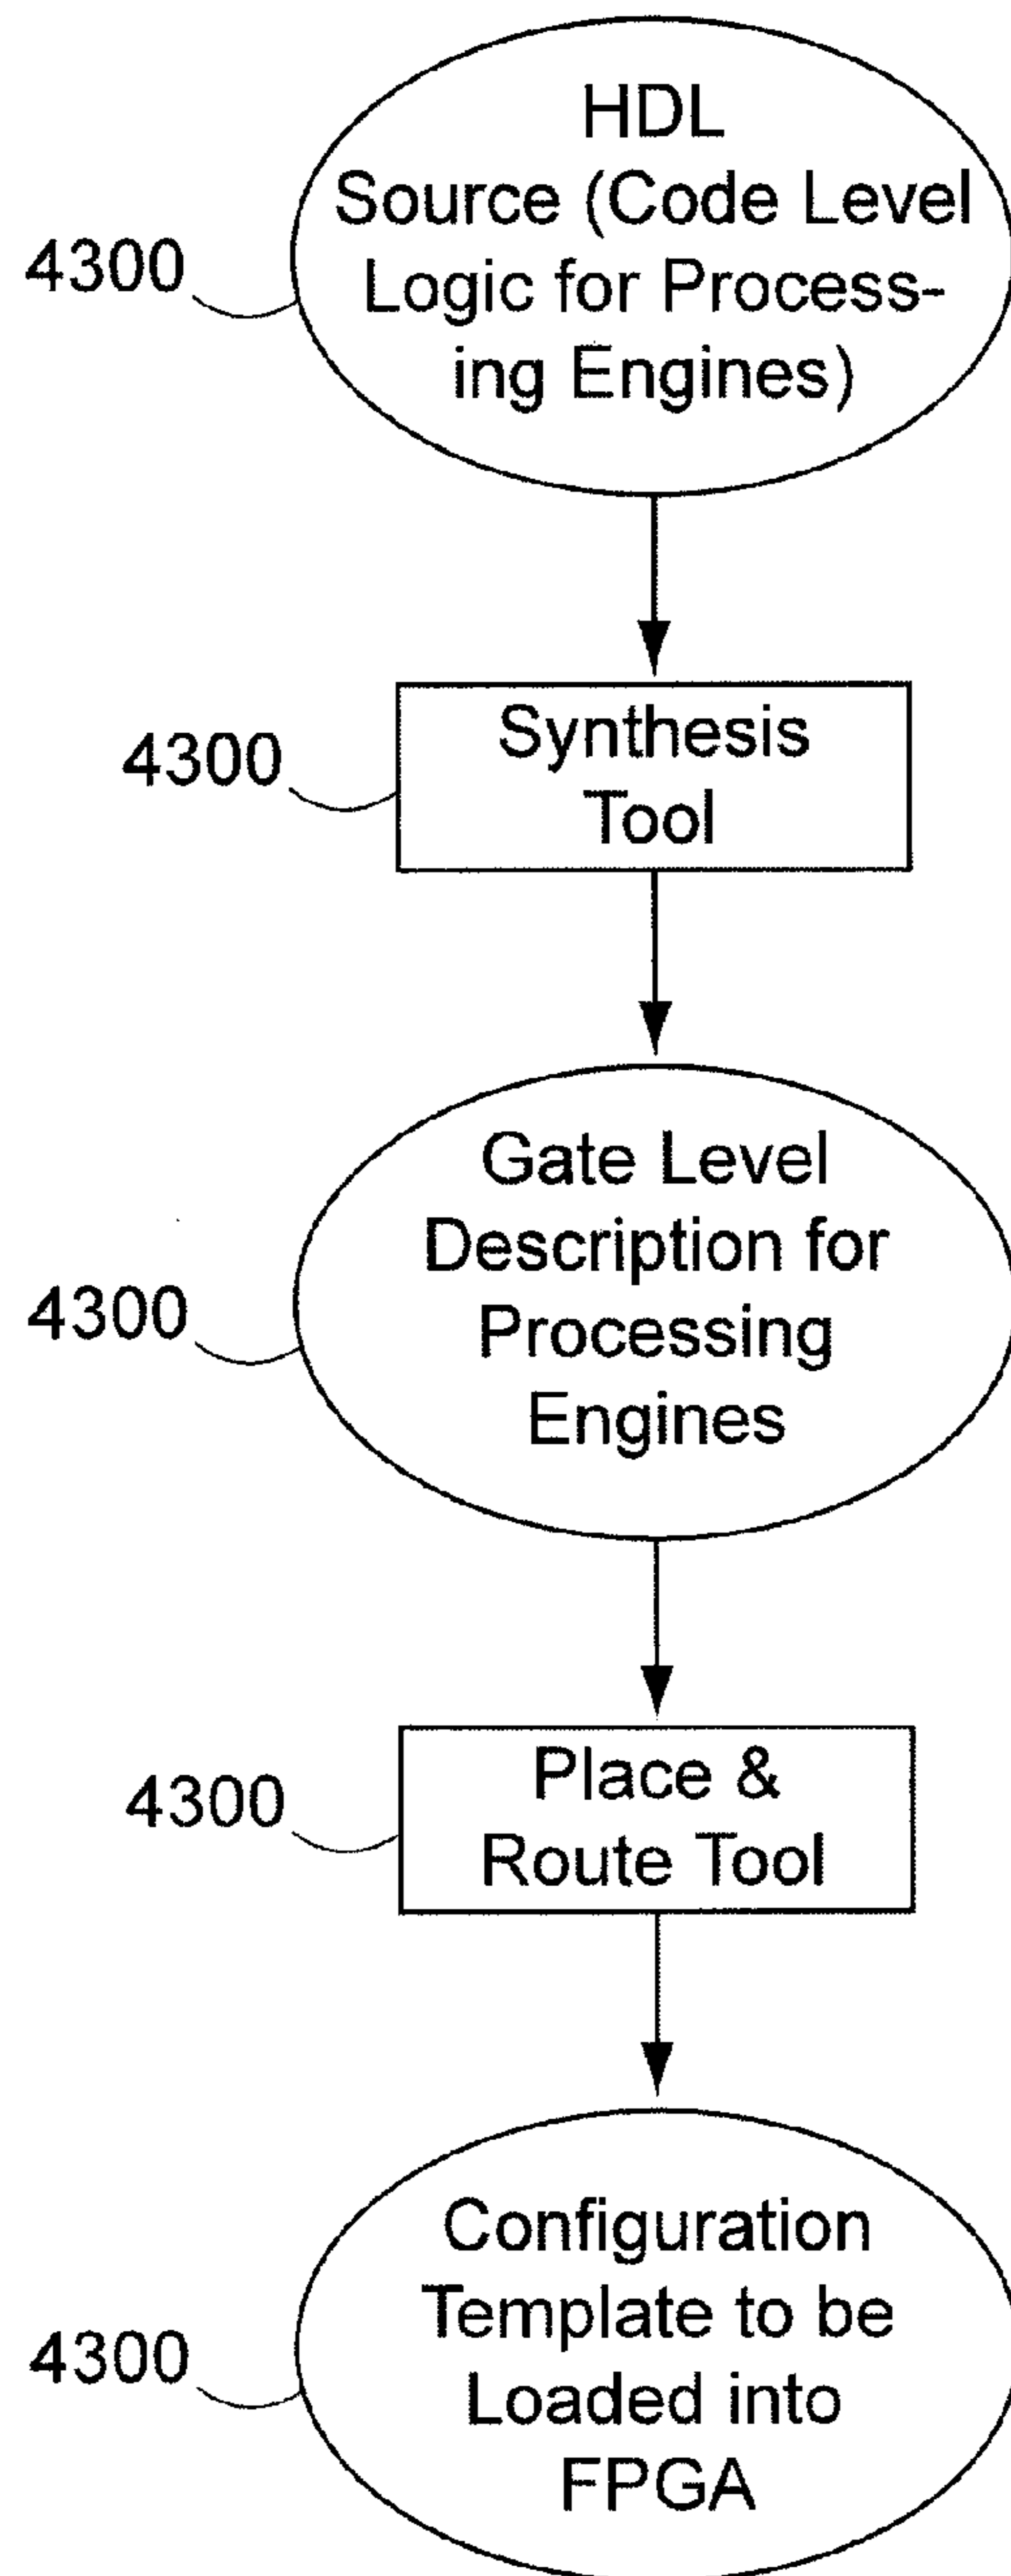 HDL
Source (Code Level
Logic for Process-
ing Engines)
4300
Synthesis
Tool
4300
Gate Level
Description for
Processing
Engines
4300
Place &
Route Tool
4300
Configuration
Template to be
Loaded into
FPGA
4300